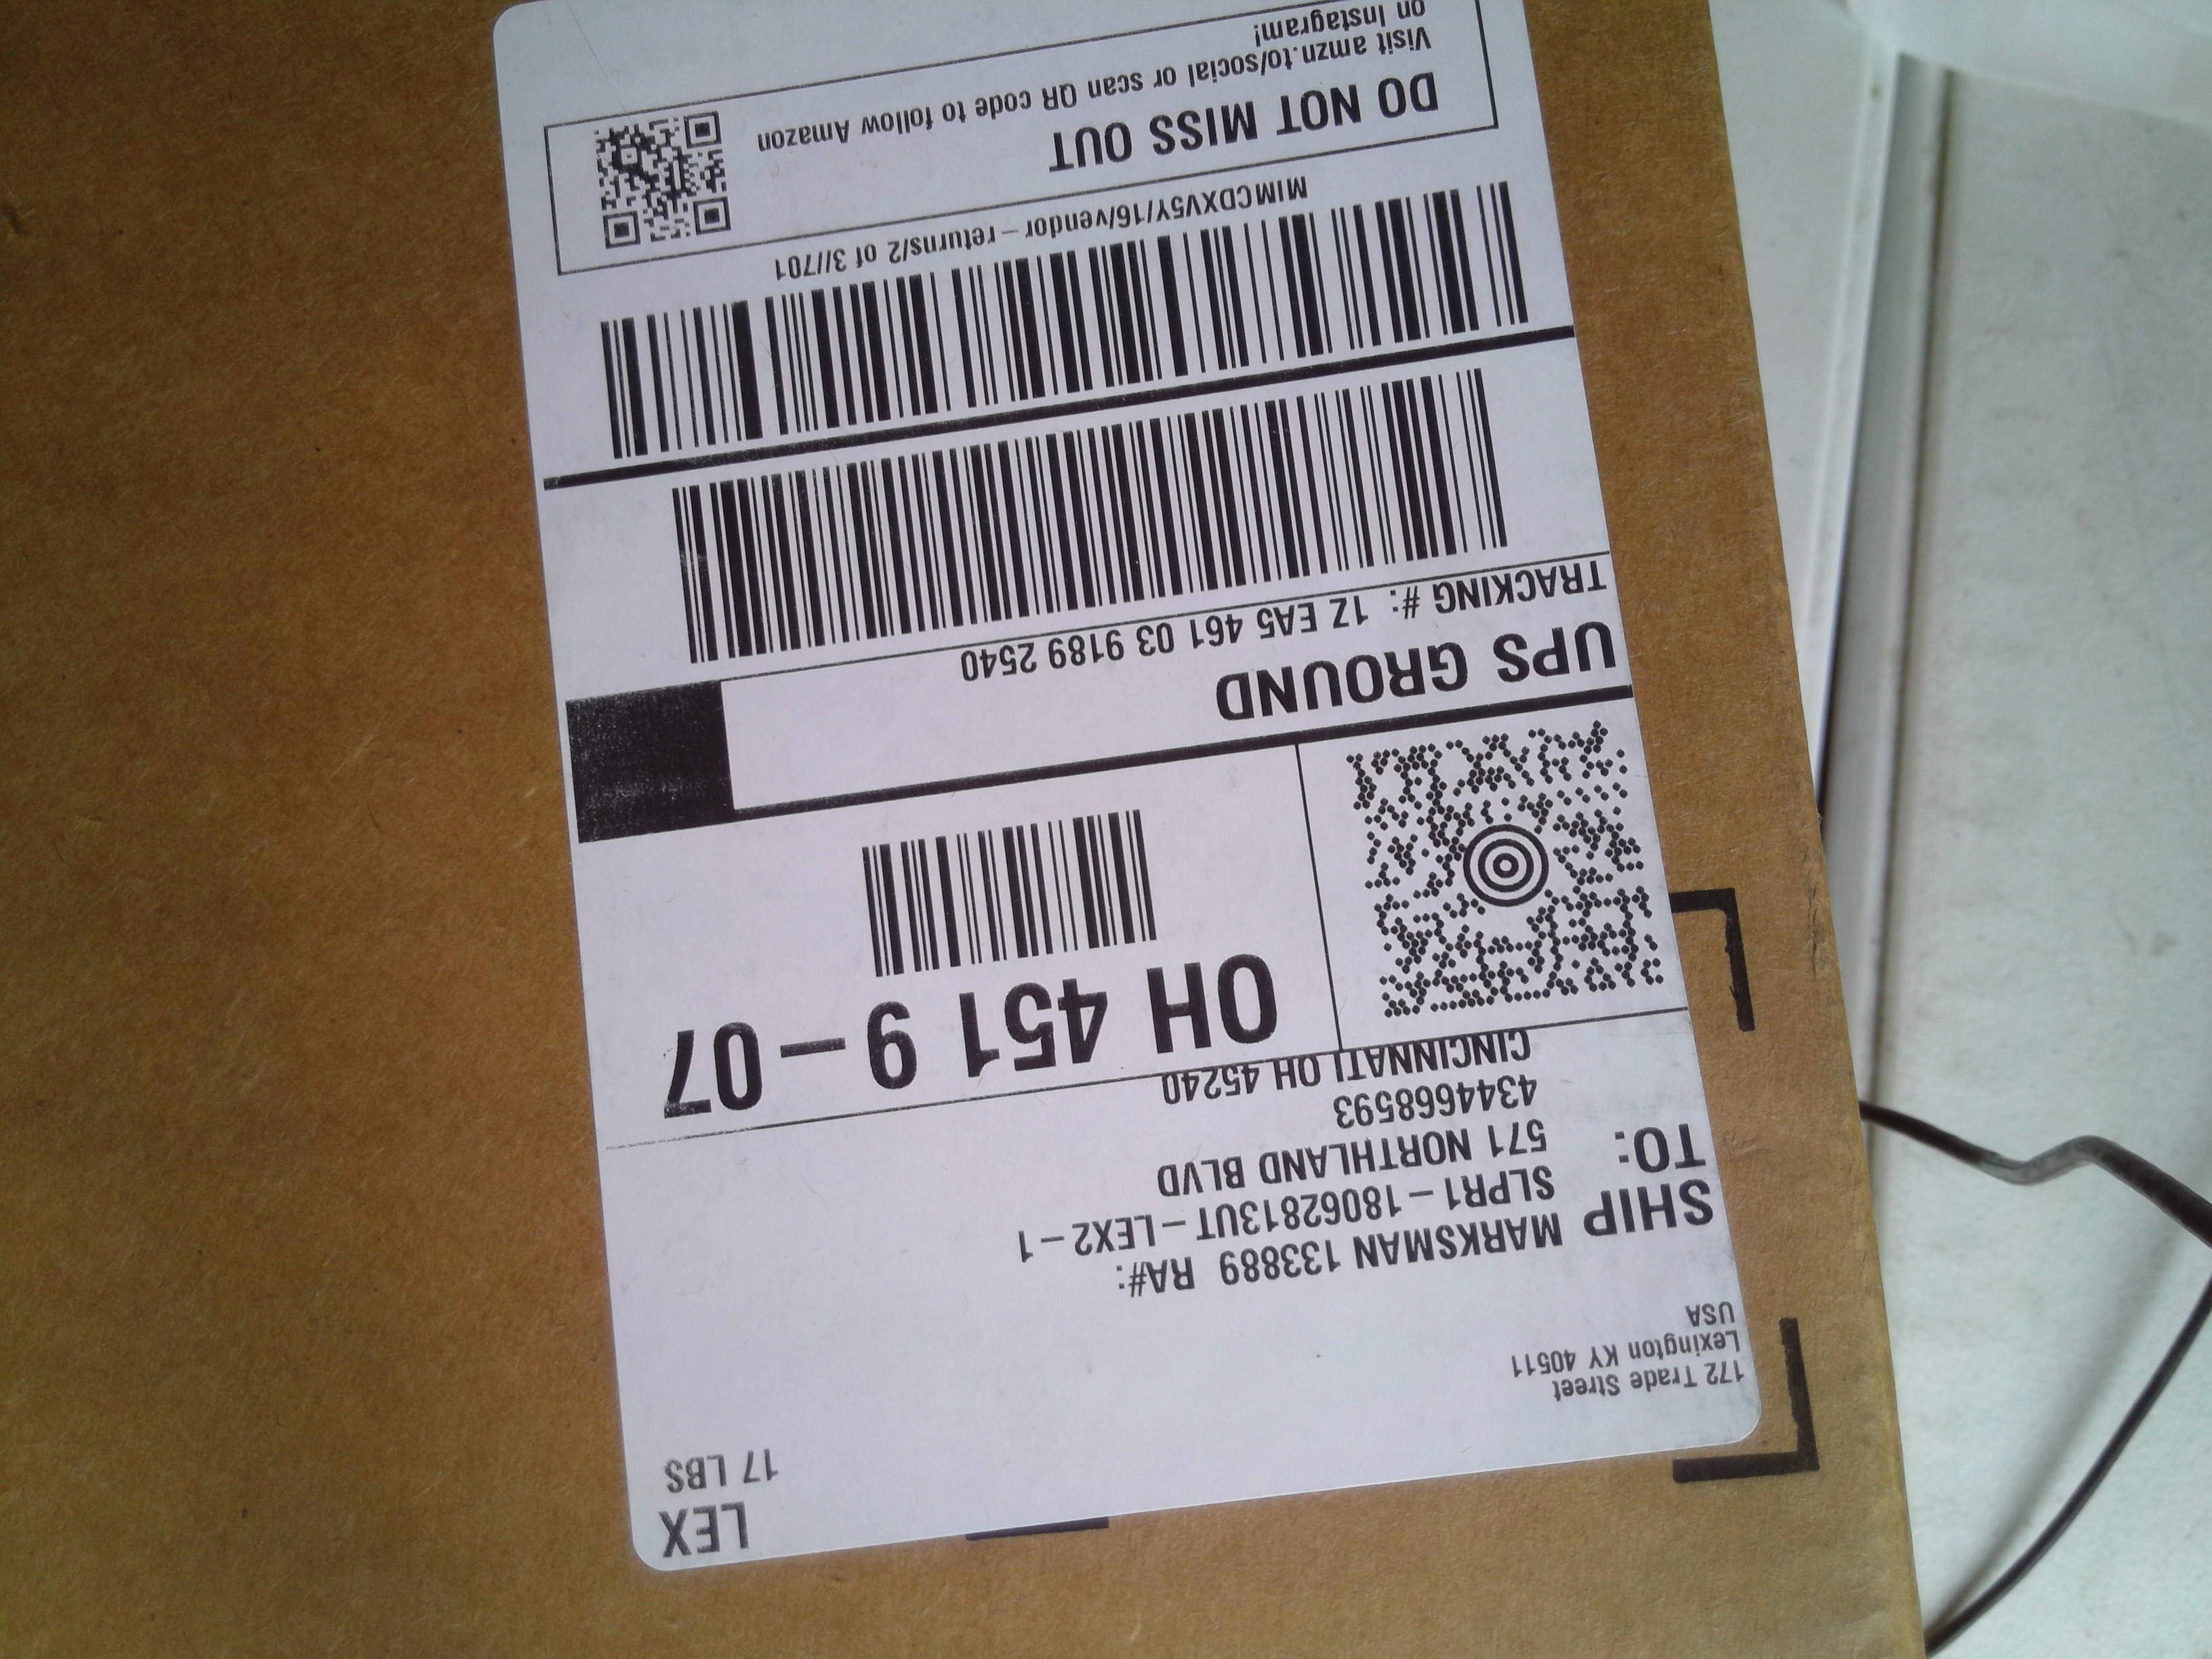 LEX
17 LBS
172 Trade Street
Lexington KY 40511
USA
SHIP
TO:
MARKSMAN 133889 RA#:
SLPR1-18062813UT-LEX2-1
571 NORTHLAND BLVD
4344668593
CINCINNATI OH 45240
OH 451 9-07
UPS GROUND
TRACKING #: 1Z EA5 461 03 9189 2540
MIMCDXV5Y/16/vendor-returns/2 of 3//701
DO NOT MISS OUT
Visit amzn.to/social or scan QR code to follow Amazon
on Instagram!